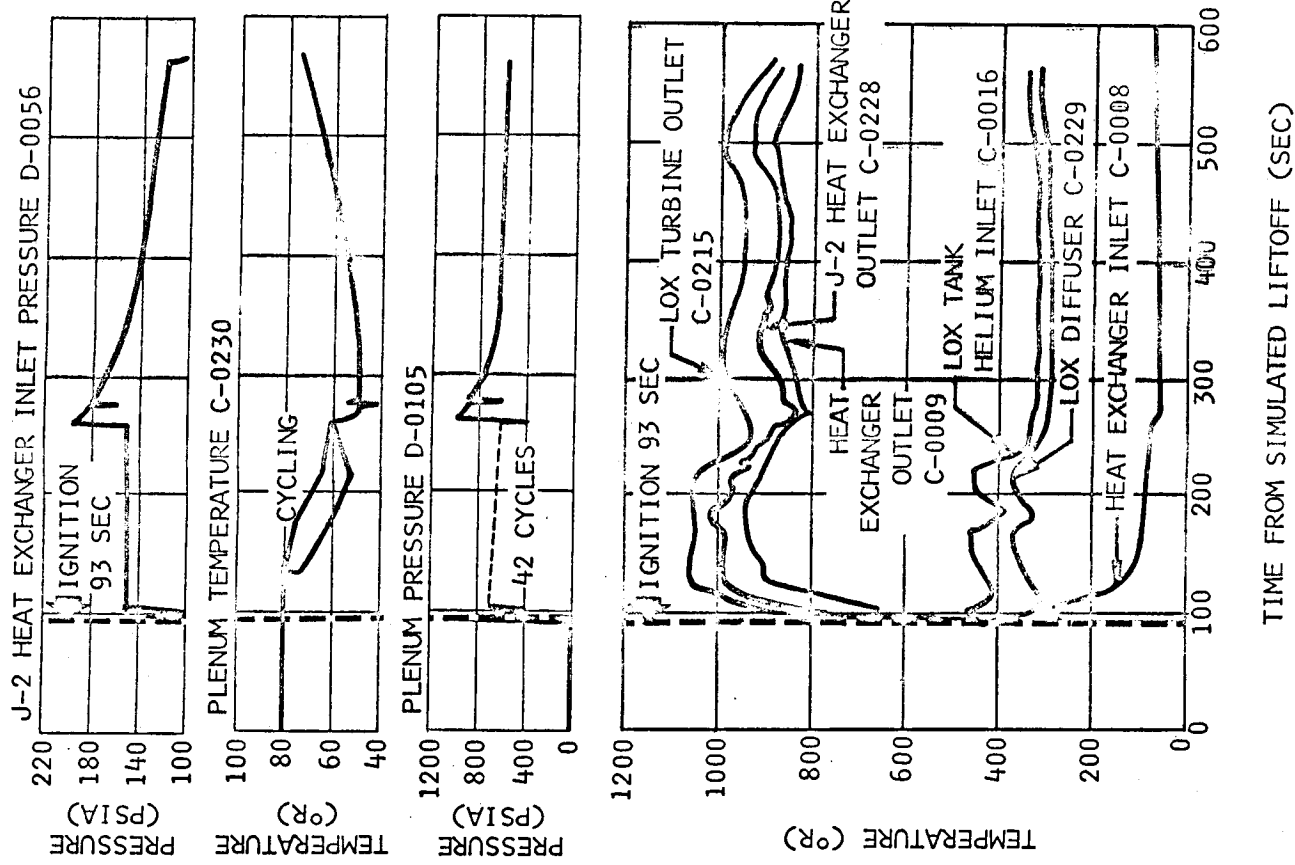 J-2 HEAT EXCHANGER INLET PRESSURE D-0056
PRESSURE
(PSIA)
220
180
140
100
IGNITION
93 SEC
PLENUM TEMPERATURE C-0230
TEMPERATURE
(°R)
100
80
60
40
CYCLING
PLENUM PRESSURE D-0105
PRESSURE
(PSIA)
1200
800
400
0
42 CYCLES
TEMPERATURE (°R)
1200
1000
800
600
400
200
0
IGNITION 93 SEC
LOX TURBINE OUTLET
C-0215
J-2 HEAT EXCHANGER
OUTLET C-0228
HEAT
EXCHANGER
OUTLET
C-0009
LOX TANK
HELIUM INLET C-0016
LOX DIFFUSER C-0229
HEAT EXCHANGER INLET C-0008
0
100
200
300
400
500
600
TIME FROM SIMULATED LIFTOFF (SEC)